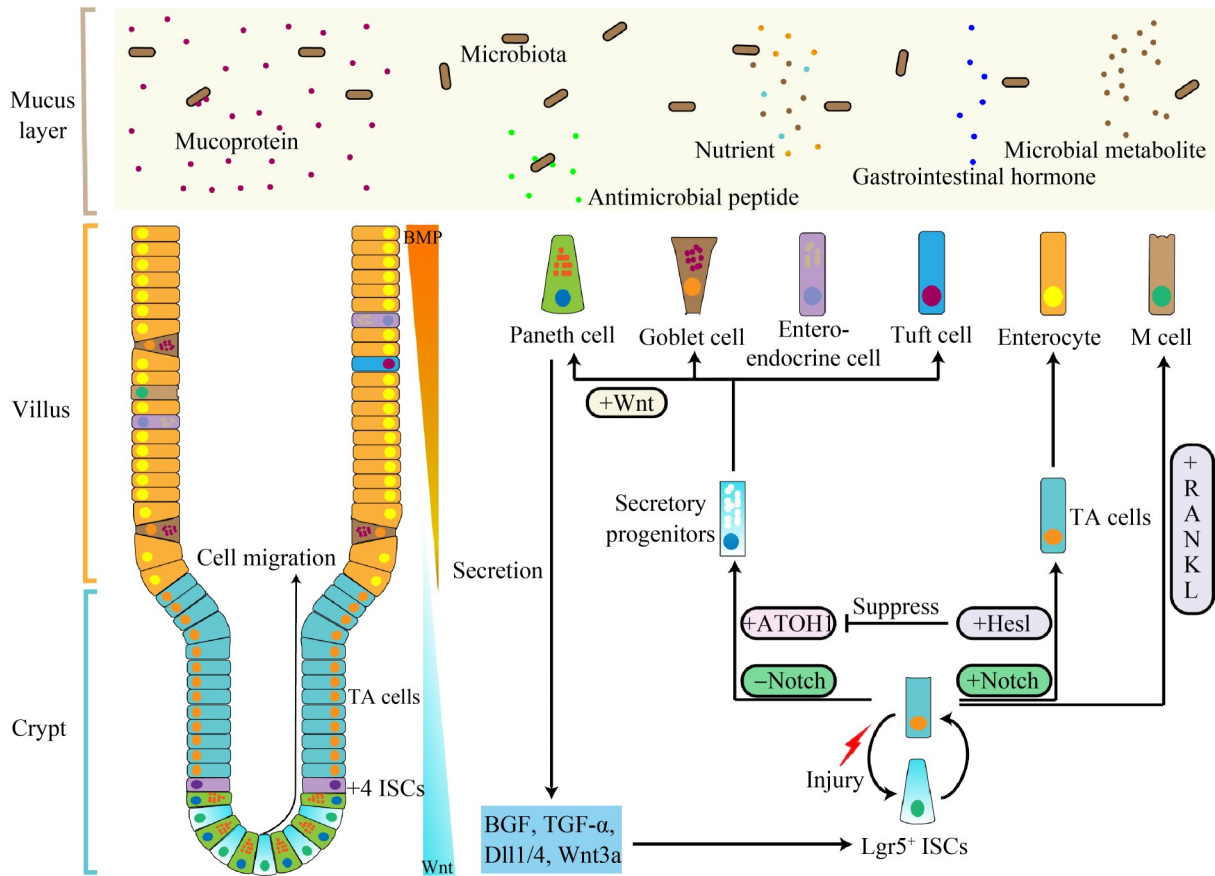 Mucus
layer
Microbiota
Mucoprotein
Nutrient
Microbial metabolite
Gastrointestinal hormone
Antimicrobial peptide
BMP
Paneth cell
Goblet cell
Entero-
endocrine cell
Tuft cell
Enterocyte
M cell
+Wnt
Villus
+
R
A
N
K
L
Secretory
progenitors
TA cells
Cell migration
Secretion
Suppress
+ATOH1
+Hesl
−Notch
+Notch
TA cells
Crypt
+4 ISCs
Injury
BGF, TGF-α,
Dll1/4, Wnt3a
Lgr5⁺ ISCs
Wnt